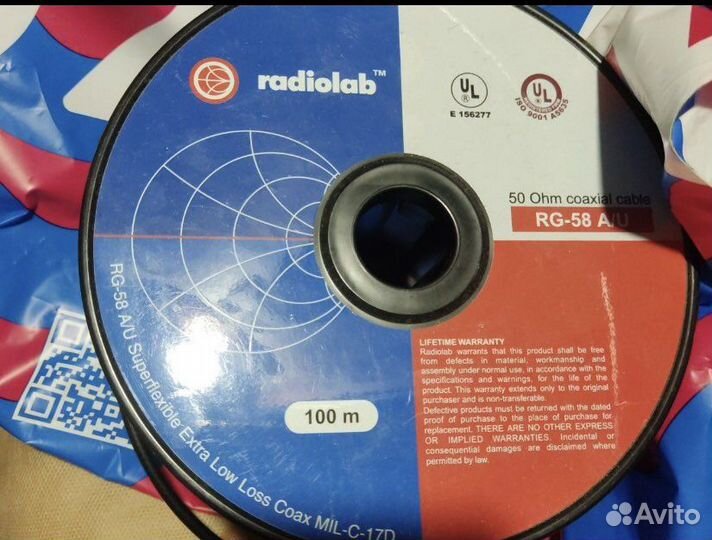 radiolab™
UL
E 156277
UL
REGISTERED FIRM
ISO 9001 A5635
50 Ohm coaxial cable
RG-58 A/U
RG-58 A/U Superflexible Extra Low Loss Coax MIL-C-17D
100 m
LIFETIME WARRANTY
Radiolab warrants that this product shall be free
from defects in material, workmanship and
assembly under normal use, in accordance with the
specifications and warnings, for the life of the
product. This warranty extends only to the original
purchaser and is non-transferable.
Defective products must be returned with the dated
proof of purchase to the place of purchase for
replacement. THERE ARE NO OTHER EXPRESS
OR IMPLIED WARRANTIES. Incidental or
consequential damages are disclaimed where
permitted by law.
Avito